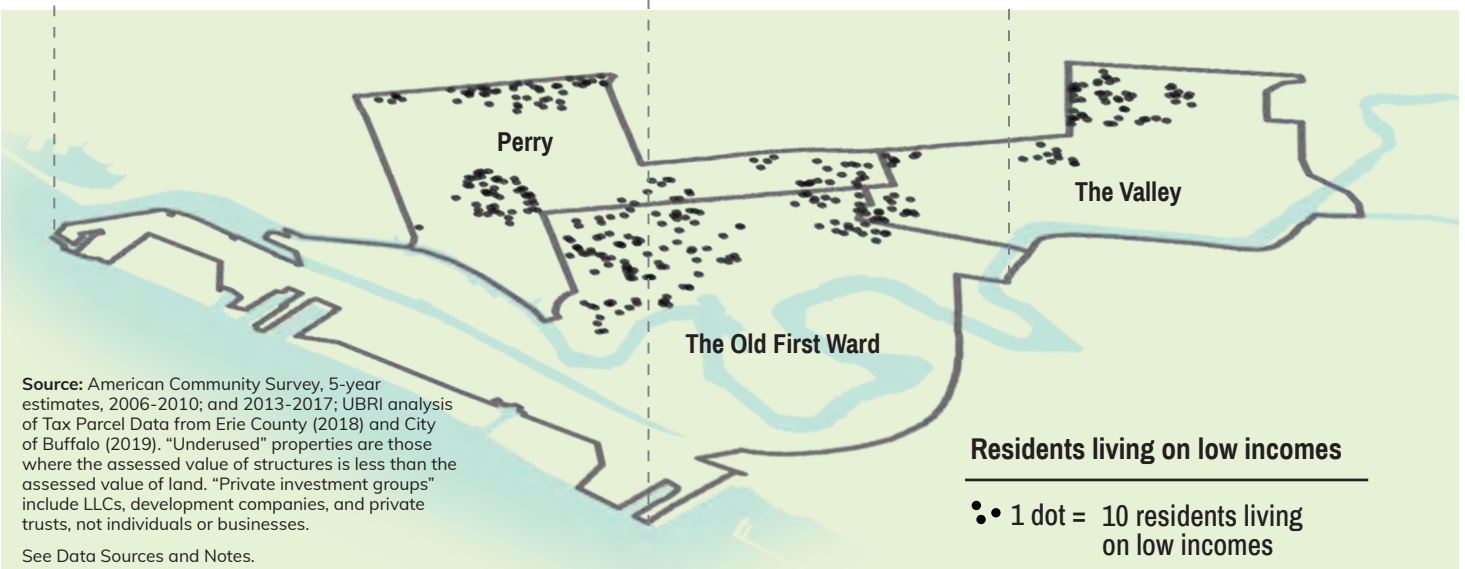 Perry
The Valley
The Old First Ward
Source: American Community Survey, 5-year
estimates, 2006-2010; and 2013-2017; UBRI analysis
of Tax Parcel Data from Erie County (2018) and City
of Buffalo (2019). “Underused” properties are those
where the assessed value of structures is less than the
assessed value of land. “Private investment groups”
include LLCs, development companies, and private
trusts, not individuals or businesses.
See Data Sources and Notes.
Residents living on low incomes
1 dot = 10 residents living
on low incomes